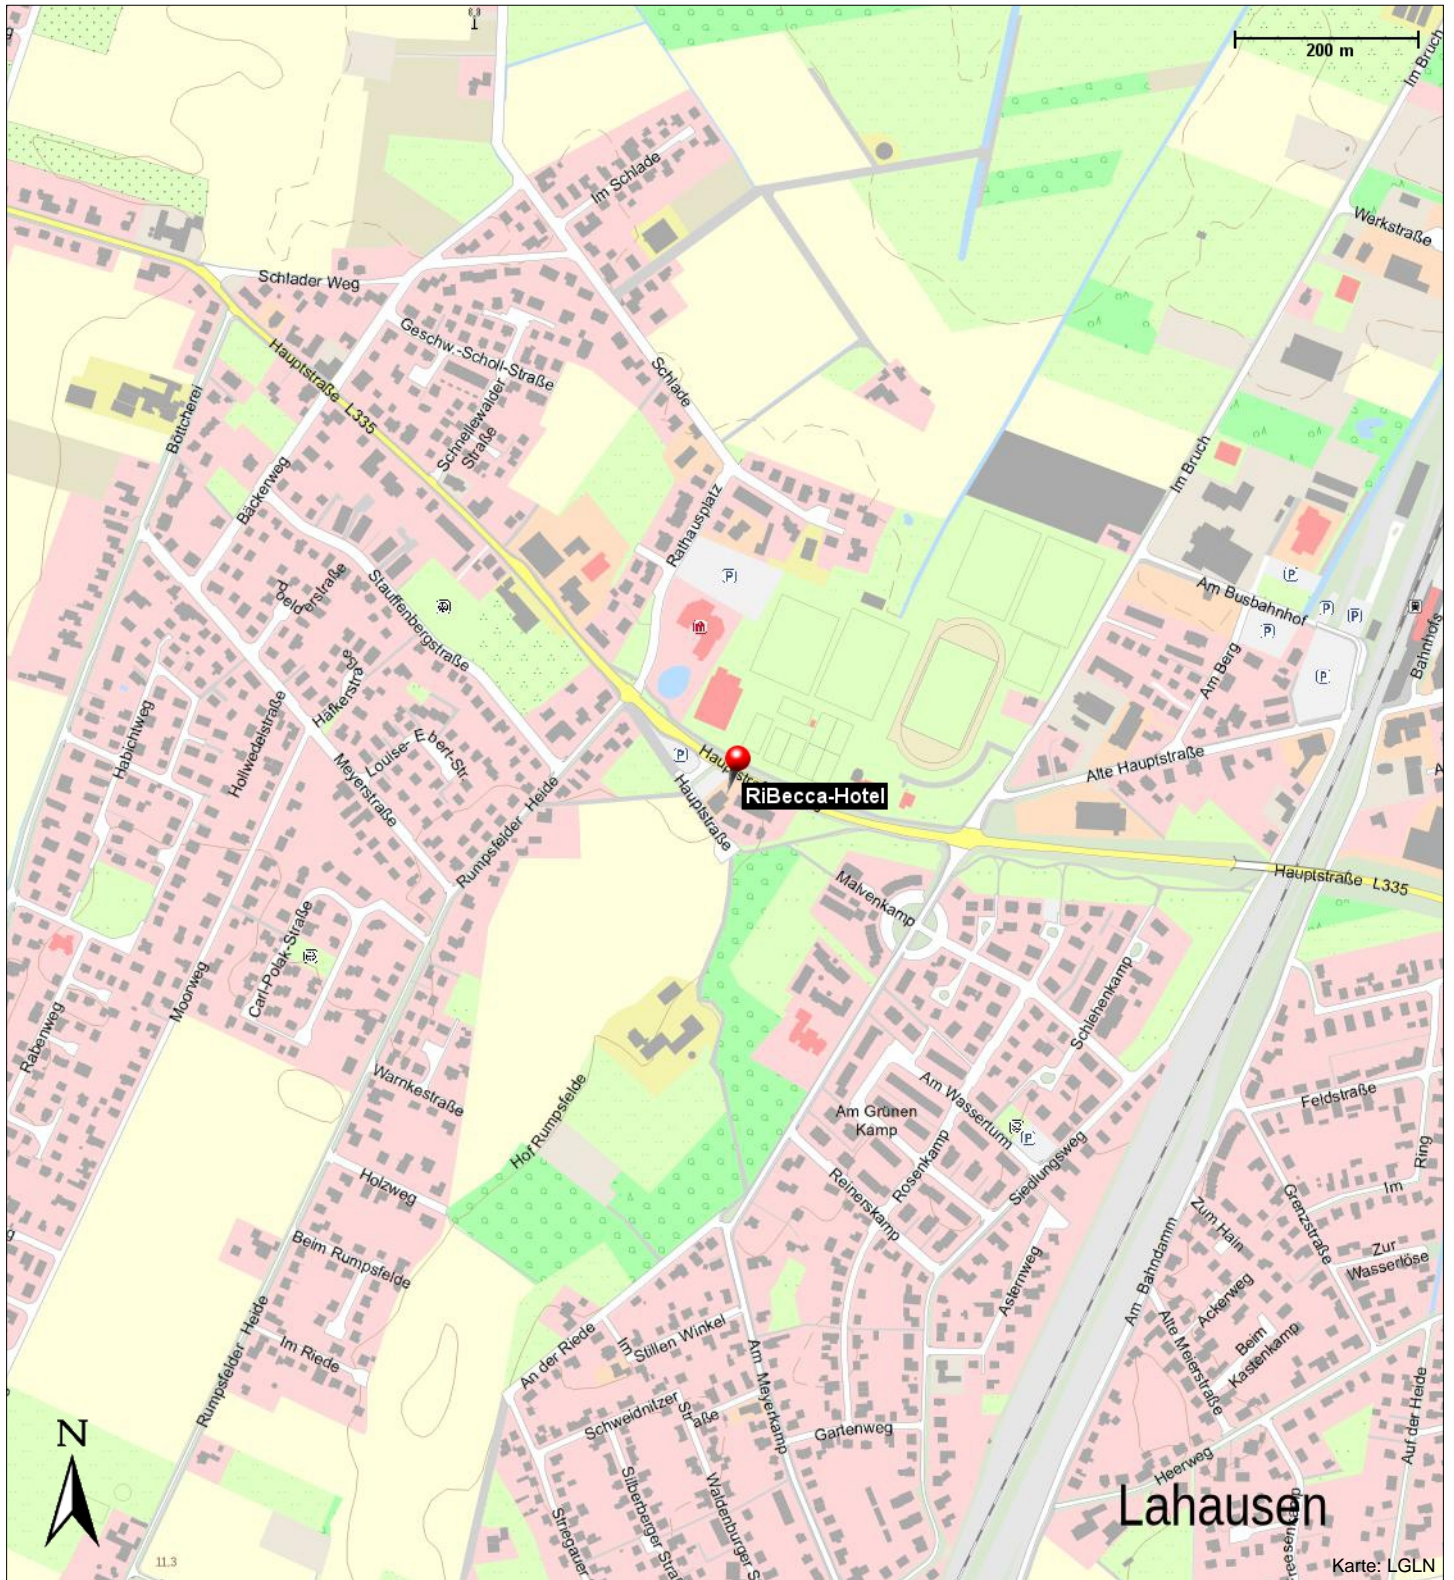 8,8
200 m
Im Bruch
Im Schlade
Werkstraße
Schlader Weg
Geschw.-Scholl-Straße
Hauptstraße L335
Schlade
Schnellewalder
Straße
Böttcherei
Bäckerweg
Im Bruch
Rathausplatz
P
P
Am Busbahnhof
P
P
P
Poelderstraße
Stauffenbergstraße
Bahnhofs
Am Berg
P
Häfkerstraße
Habichtweg
Hollwedelstraße
Louise-Ebert-Str.
Meyerstraße
P
Alte Hauptstraße
RiBecca-Hotel
Hauptstraße
Rumpsfelder Heide
Hauptstraße L335
Malvenkamp
Carl-Polak-Straße
Moorweg
Schlehenkamp
Rabenweg
Warnkestraße
Hof Rumpsfelde
Am Wasserturm
Am Grünen
Kamp
Feldstraße
P
Rosenkamp
Siedlungsweg
Reinerskamp
Holzweg
Im
Ring
Grenzstraße
Zum Hain
Beim Rumpsfelde
Zur
Wasserlöse
Asternweg
Am Bahndamm
Ackerweg
Rumpsfelder Heide
Im Riede
An der Riede
Im
Stillen Winkel
Alte Meierstraße
Beim
Kastenkamp
Am Meyerkamp
Schweidnitzer
Straße
Gartenweg
Auf der Heide
N
Heerweg
Silberberger Straß
Waldenburger S
Striegauer
Lahausen
11,3
Karte: LGLN